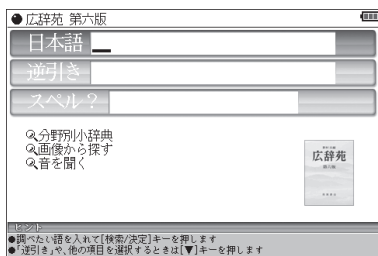 ●広辞苑 第六版
日本語
逆引き
スペル？
分野別小辞典
画像から探す
音を聞く
広辞苑
第六版
ヒント
●調べたい語を入れて[検索/決定]キーを押します
●｢逆引き｣や、他の項目を選択するときは[▼]キーを押します